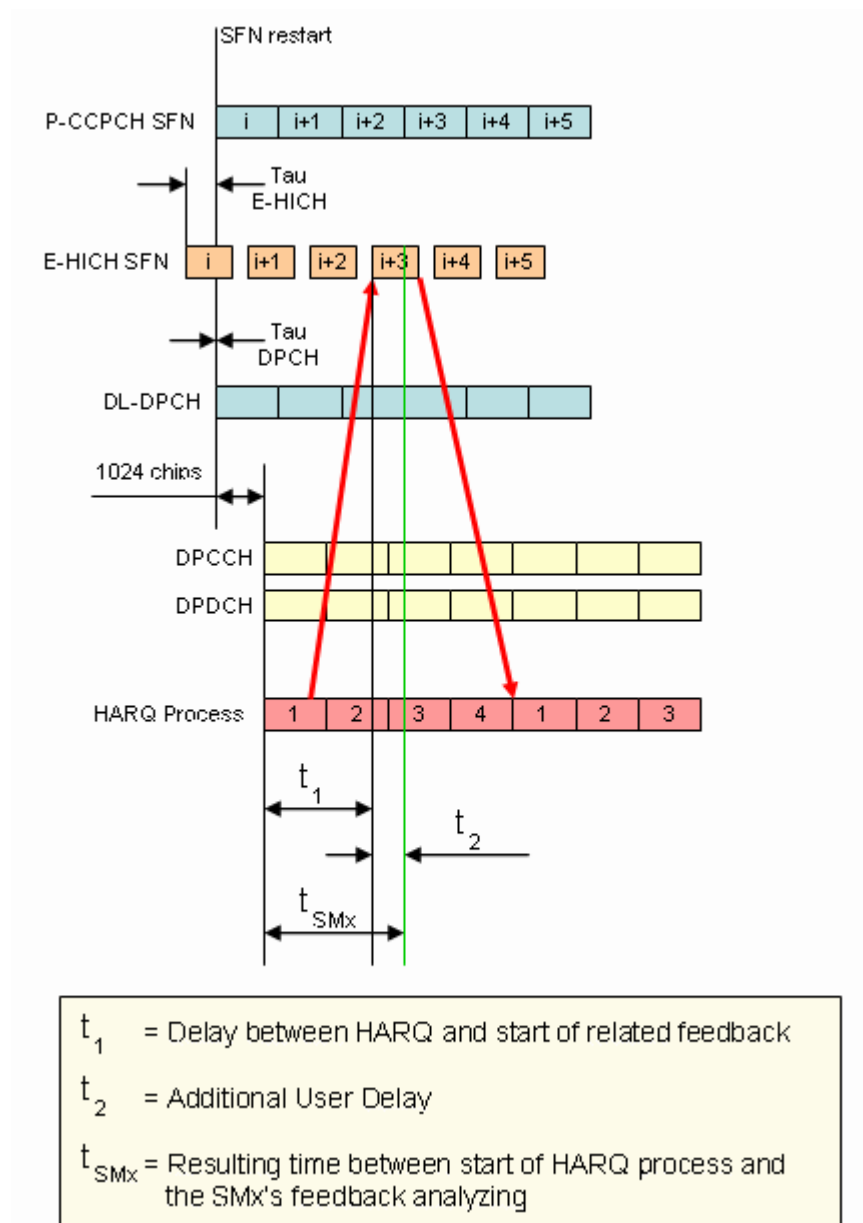 SFN restart
P-CCPCH SFN i i+1 i+2 i+3 i+4 i+5
Tau
E-HICH
E-HICH SFN i i+1 i+2 i+3 i+4 i+5
Tau
DPCH
DL-DPCH
1024 chips
DPCCH
DPDCH
HARQ Process 1 2 3 4 1 2 3
t1
t2
tSMx
t1 = Delay between HARQ and start of related feedback
t2 = Additional User Delay
tSMx = Resulting time between start of HARQ process and
the SMx's feedback analyzing